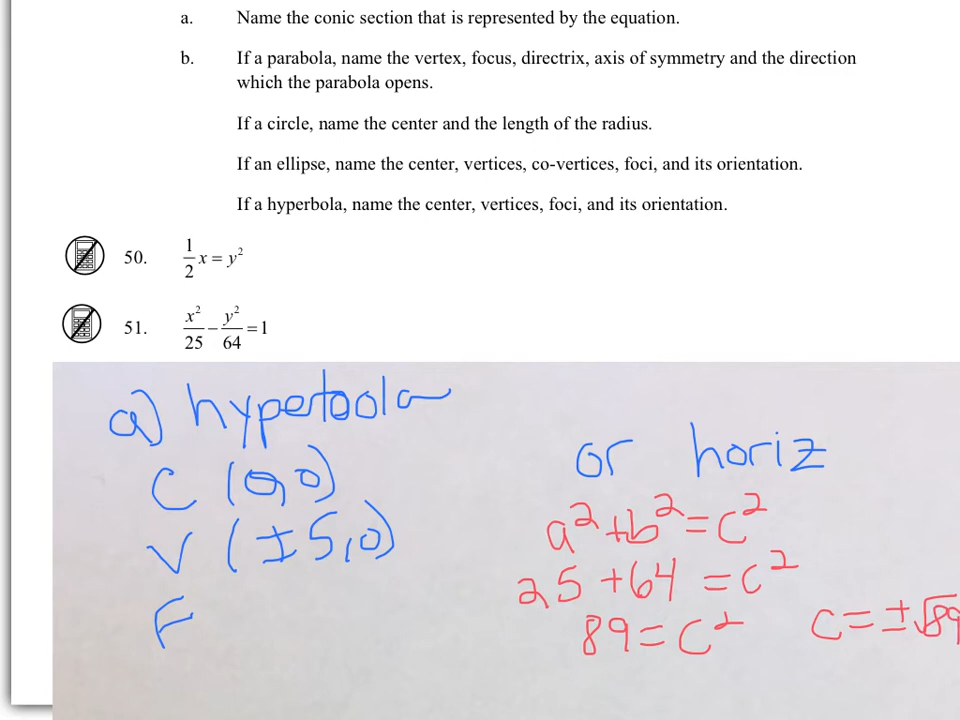 a. Name the conic section that is represented by the equation.
b. If a parabola, name the vertex, focus, directrix, axis of symmetry and the direction
which the parabola opens.
If a circle, name the center and the length of the radius.
If an ellipse, name the center, vertices, co-vertices, foci, and its orientation.
If a hyperbola, name the center, vertices, foci, and its orientation.
50. 1/2 x = y²
51. x²/25 − y²/64 = 1
a) hyperbola
or horiz
C (0,0)
a² + b² = c²
V (±5,0)
25 + 64 = c²
F
89 = c² c = ±√89